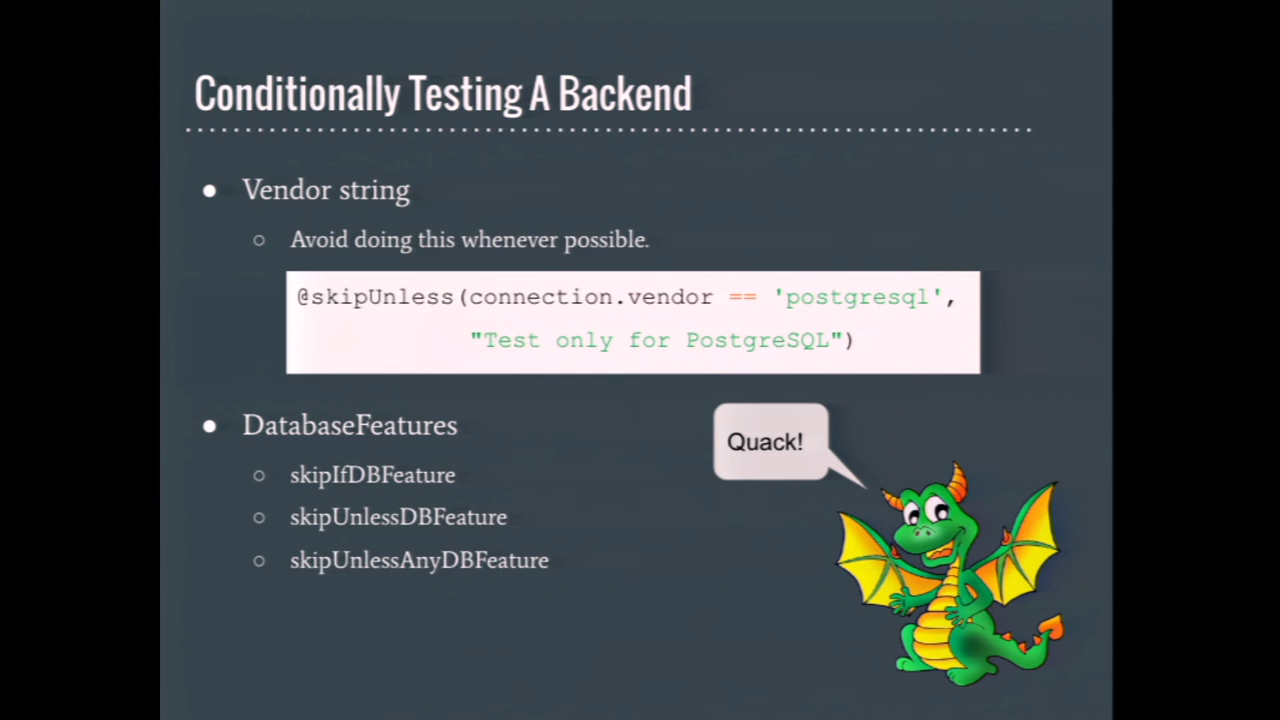 Conditionally Testing A Backend
● Vendor string
○ Avoid doing this whenever possible.
@skipUnless(connection.vendor == 'postgresql',
"Test only for PostgreSQL")
● DatabaseFeatures
Quack!
○ skipIfDBFeature
○ skipUnlessDBFeature
○ skipUnlessAnyDBFeature